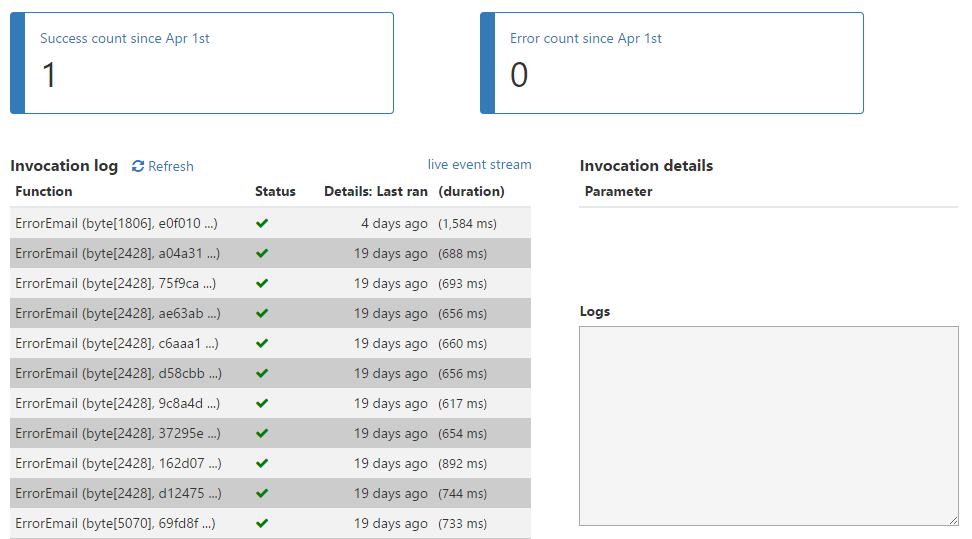 Success count since Apr 1st
1
Error count since Apr 1st
0
Invocation log Refresh live event stream
Function Status Details: Last ran (duration)
ErrorEmail (byte[1806], e0f010 ...) 4 days ago (1,584 ms)
ErrorEmail (byte[2428], a04a31 ...) 19 days ago (688 ms)
ErrorEmail (byte[2428], 75f9ca ...) 19 days ago (693 ms)
ErrorEmail (byte[2428], ae63ab ...) 19 days ago (656 ms)
ErrorEmail (byte[2428], c6aaa1 ...) 19 days ago (660 ms)
ErrorEmail (byte[2428], d58cbb ...) 19 days ago (656 ms)
ErrorEmail (byte[2428], 9c8a4d ...) 19 days ago (617 ms)
ErrorEmail (byte[2428], 37295e ...) 19 days ago (654 ms)
ErrorEmail (byte[2428], 162d07 ...) 19 days ago (892 ms)
ErrorEmail (byte[2428], d12475 ...) 19 days ago (744 ms)
ErrorEmail (byte[5070], 69fd8f ...) 19 days ago (733 ms)
Invocation details
Parameter
Logs